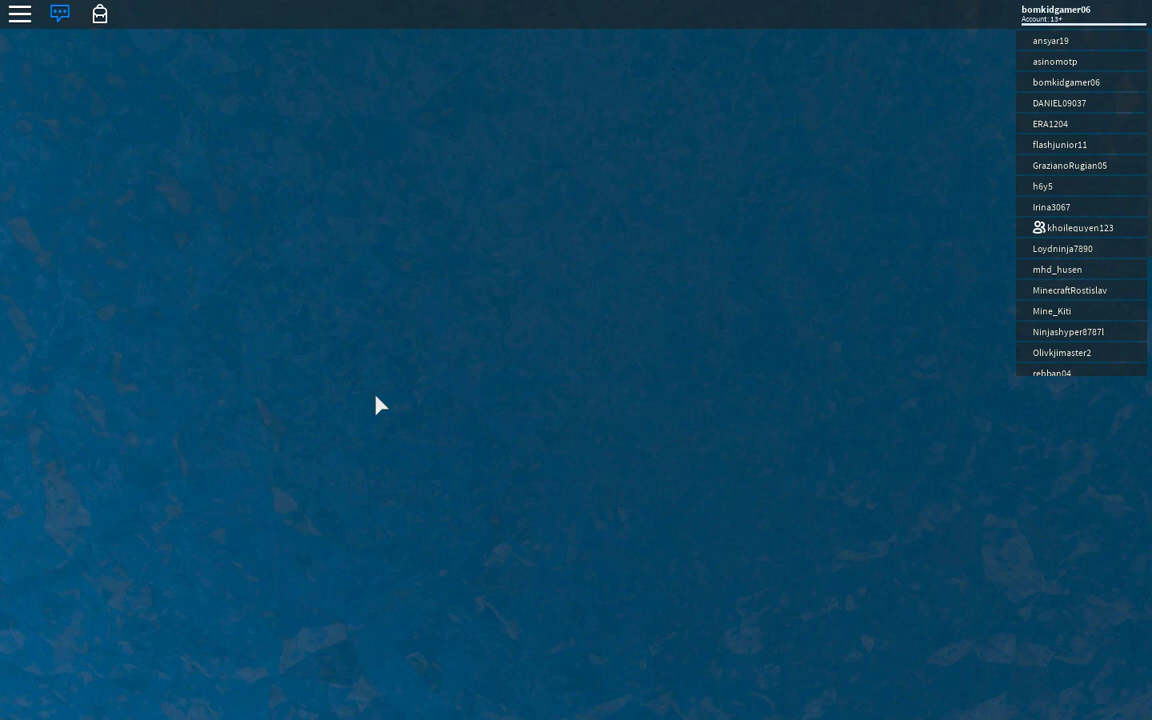 bomkidgamer06
Account: 13+
ansyar19
asinomotp
bomkidgamer06
DANIEL09037
ERA1204
flashjunior11
GrazianoRugian05
h6y5
Irina3067
khoilequyen123
Loydninja7890
mhd_husen
MinecraftRostislav
Mine_Kiti
Ninjashyper8787l
Olivkjimaster2